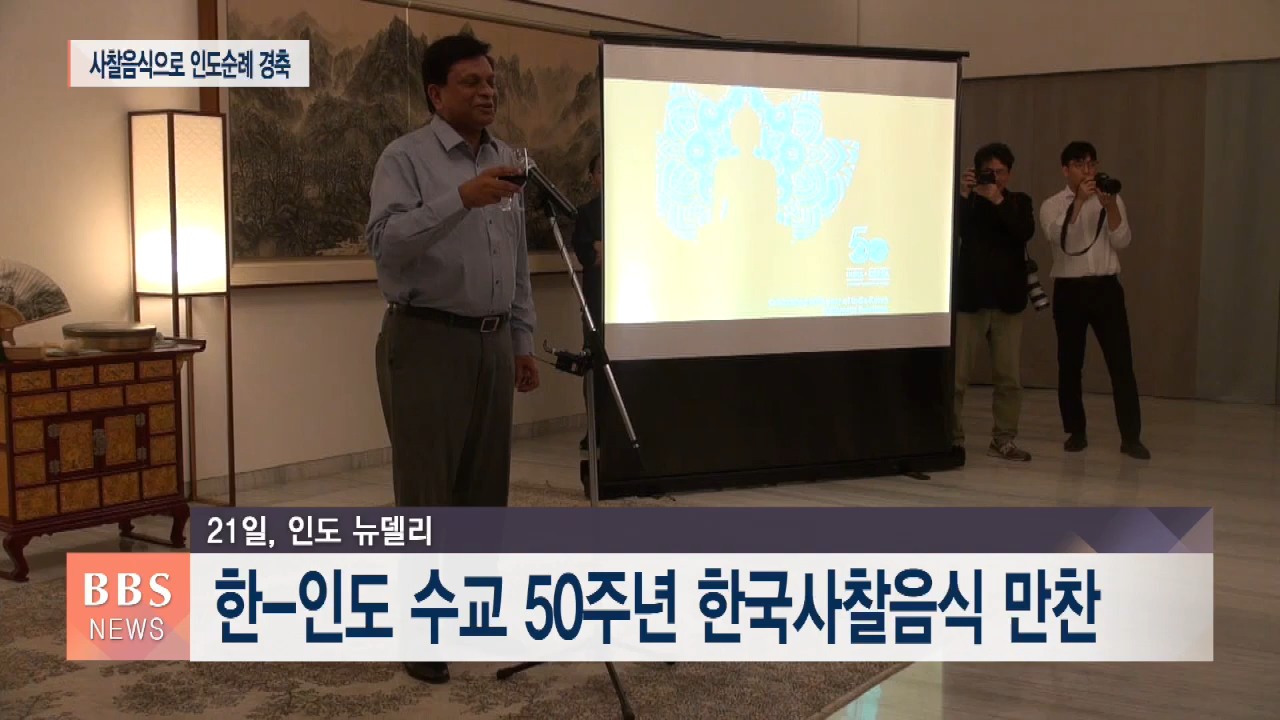 사찰음식으로 인도순례 경축
50
21일, 인도 뉴델리
BBS
NEWS
한-인도 수교 50주년 한국사찰음식 만찬